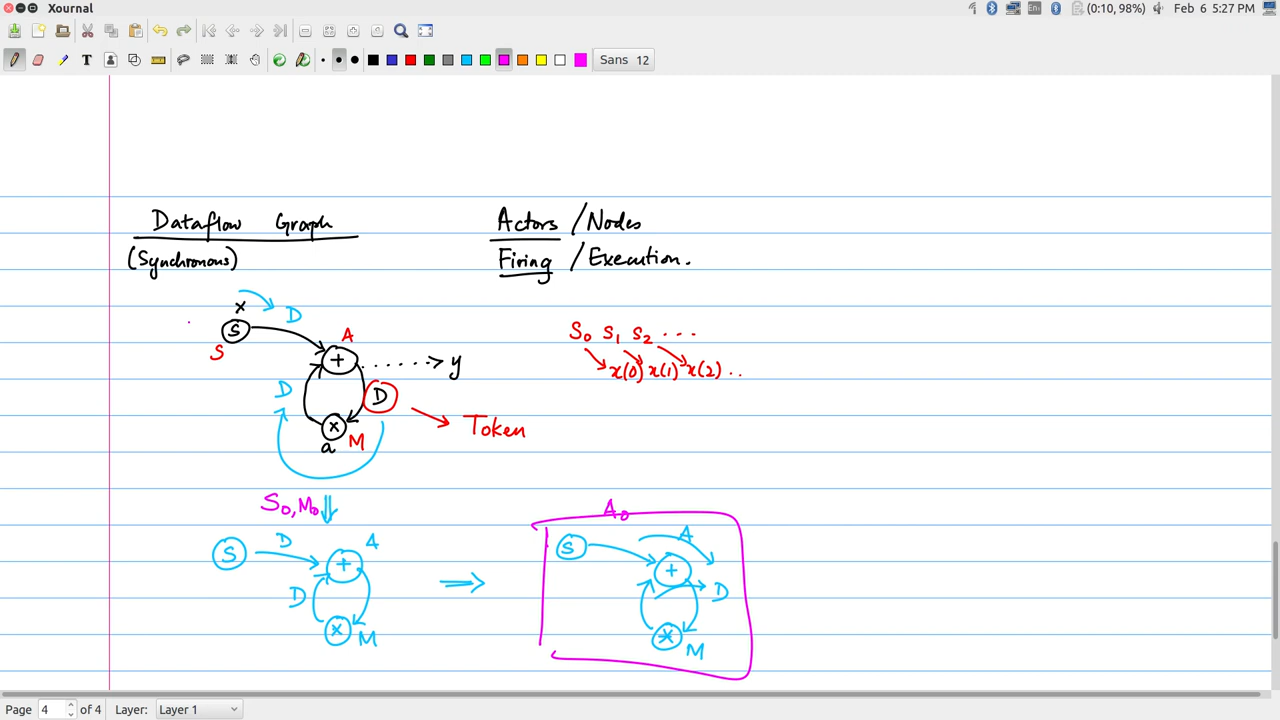 Xournal
(0:10, 98%)
Feb 6 5:27 PM
T
Sans 12
Dataflow Graph
Actors / Nodes
(Synchronous)
Firing / Execution.
x
D
S
S
A
+
y
D
D
x
M
a
Token
S0 S1 S2 ...
x(0) x(1) x(2) ..
S0, M0
A0
S
D
A
+
D
x
M
S
A
+
D
M
Page 4 of 4 Layer: Layer 1